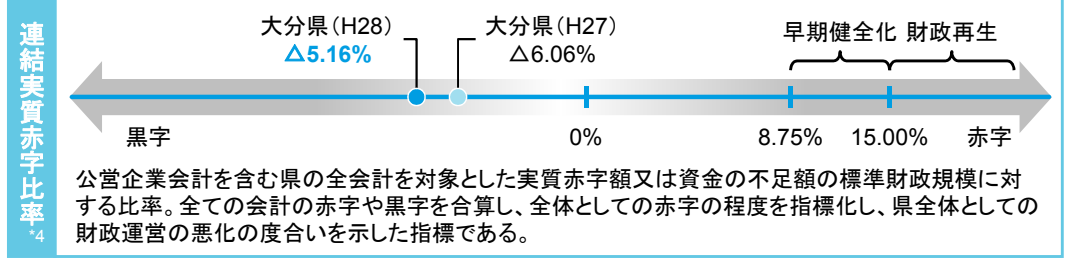 連結実質赤字比率*4
大分県(H28)
△5.16%
大分県(H27)
△6.06%
早期健全化 財政再生
黒字
0%
8.75%
15.00%
赤字
公営企業会計を含む県の全会計を対象とした実質赤字額又は資金の不足額の標準財政規模に対
する比率。全ての会計の赤字や黒字を合算し、全体としての赤字の程度を指標化し、県全体としての
財政運営の悪化の度合いを示した指標である。